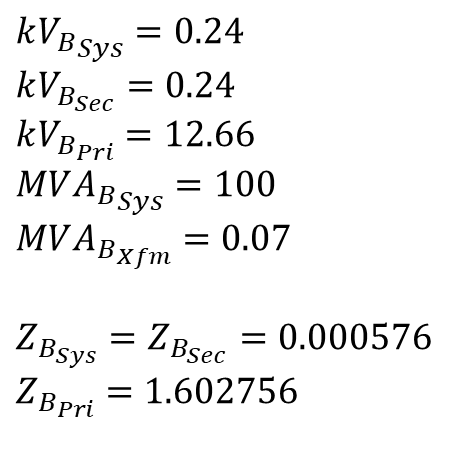 kV_{B_{Sys}} = 0.24
kV_{B_{Sec}} = 0.24
kV_{B_{Pri}} = 12.66
MVA_{B_{Sys}} = 100
MVA_{B_{Xfm}} = 0.07
Z_{B_{Sys}} = Z_{B_{Sec}} = 0.000576
Z_{B_{Pri}} = 1.602756